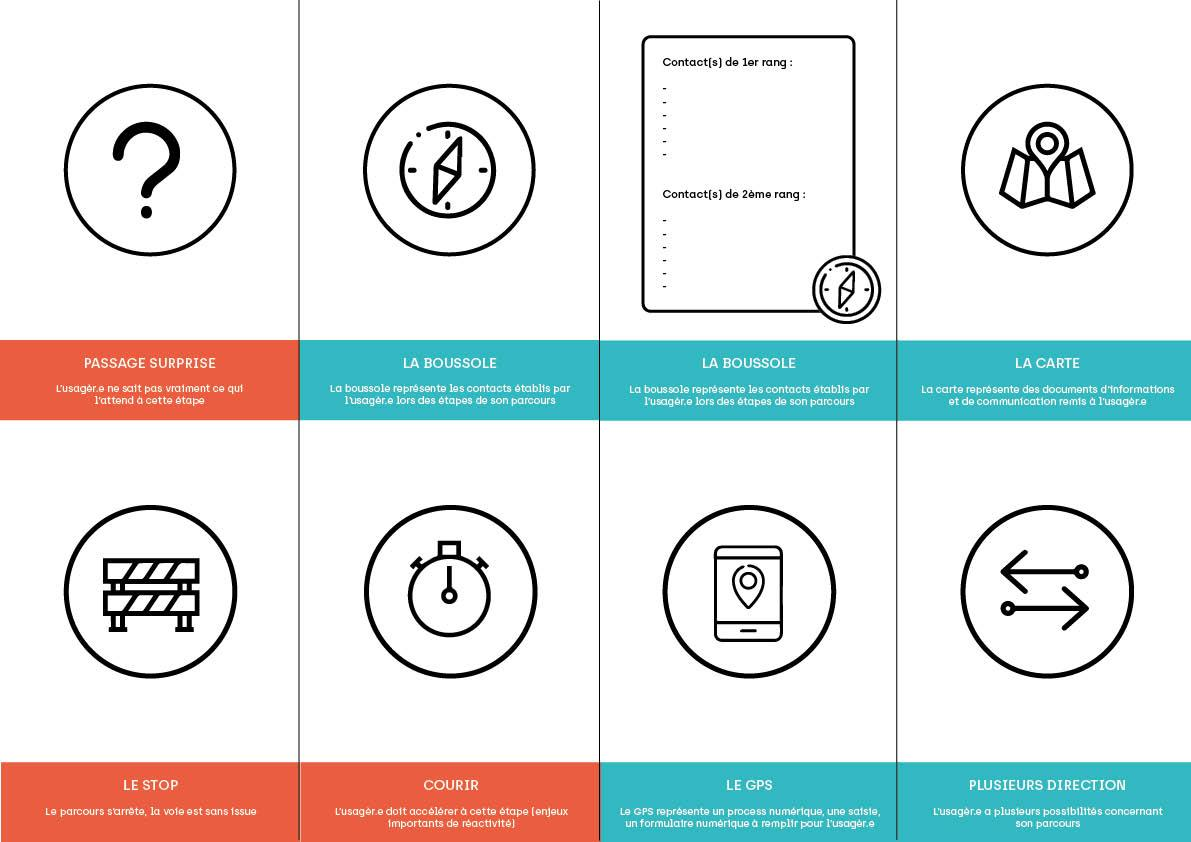 PASSAGE SURPRISE
L'usagèr.e ne sait pas vraiment ce qui
l'attend à cette étape
LA BOUSSOLE
La boussole représente les contacts établis par
l'usagèr.e lors des étapes de son parcours
Contact(s) de 1er rang :
-
-
-
-
-
-
Contact(s) de 2ème rang :
-
-
-
-
-
-
LA BOUSSOLE
La boussole représente les contacts établis par
l'usagèr.e lors des étapes de son parcours
LA CARTE
La carte représente des documents d'informations
et de communication remis à l'usagèr.e
LE STOP
Le parcours s'arrête, la voie est sans issue
COURIR
L'usagèr.e doit accélérer à cette étape (enjeux
importants de réactivité)
LE GPS
Le GPS représente un process numérique, une saisie,
un formulaire numérique à remplir pour l'usagèr.e
PLUSIEURS DIRECTION
L'usagèr.e a plusieurs possibilités concernant
son parcours